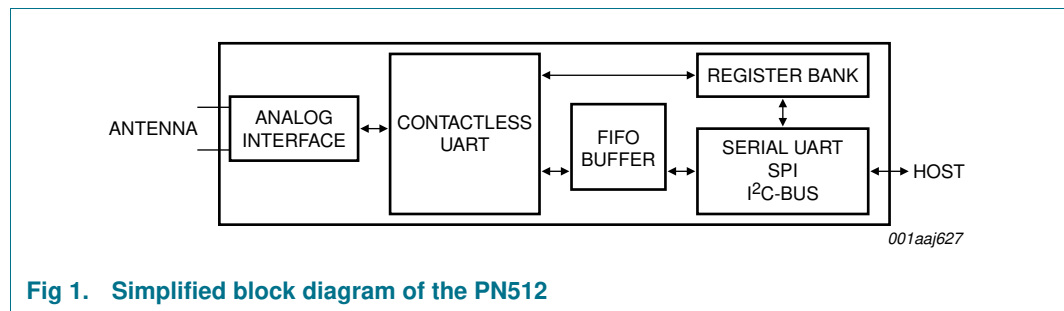 ANTENNA
ANALOG
INTERFACE
CONTACTLESS
UART
FIFO
BUFFER
REGISTER BANK
SERIAL UART
SPI
I²C-BUS
HOST
001aaj627
Fig 1. Simplified block diagram of the PN512